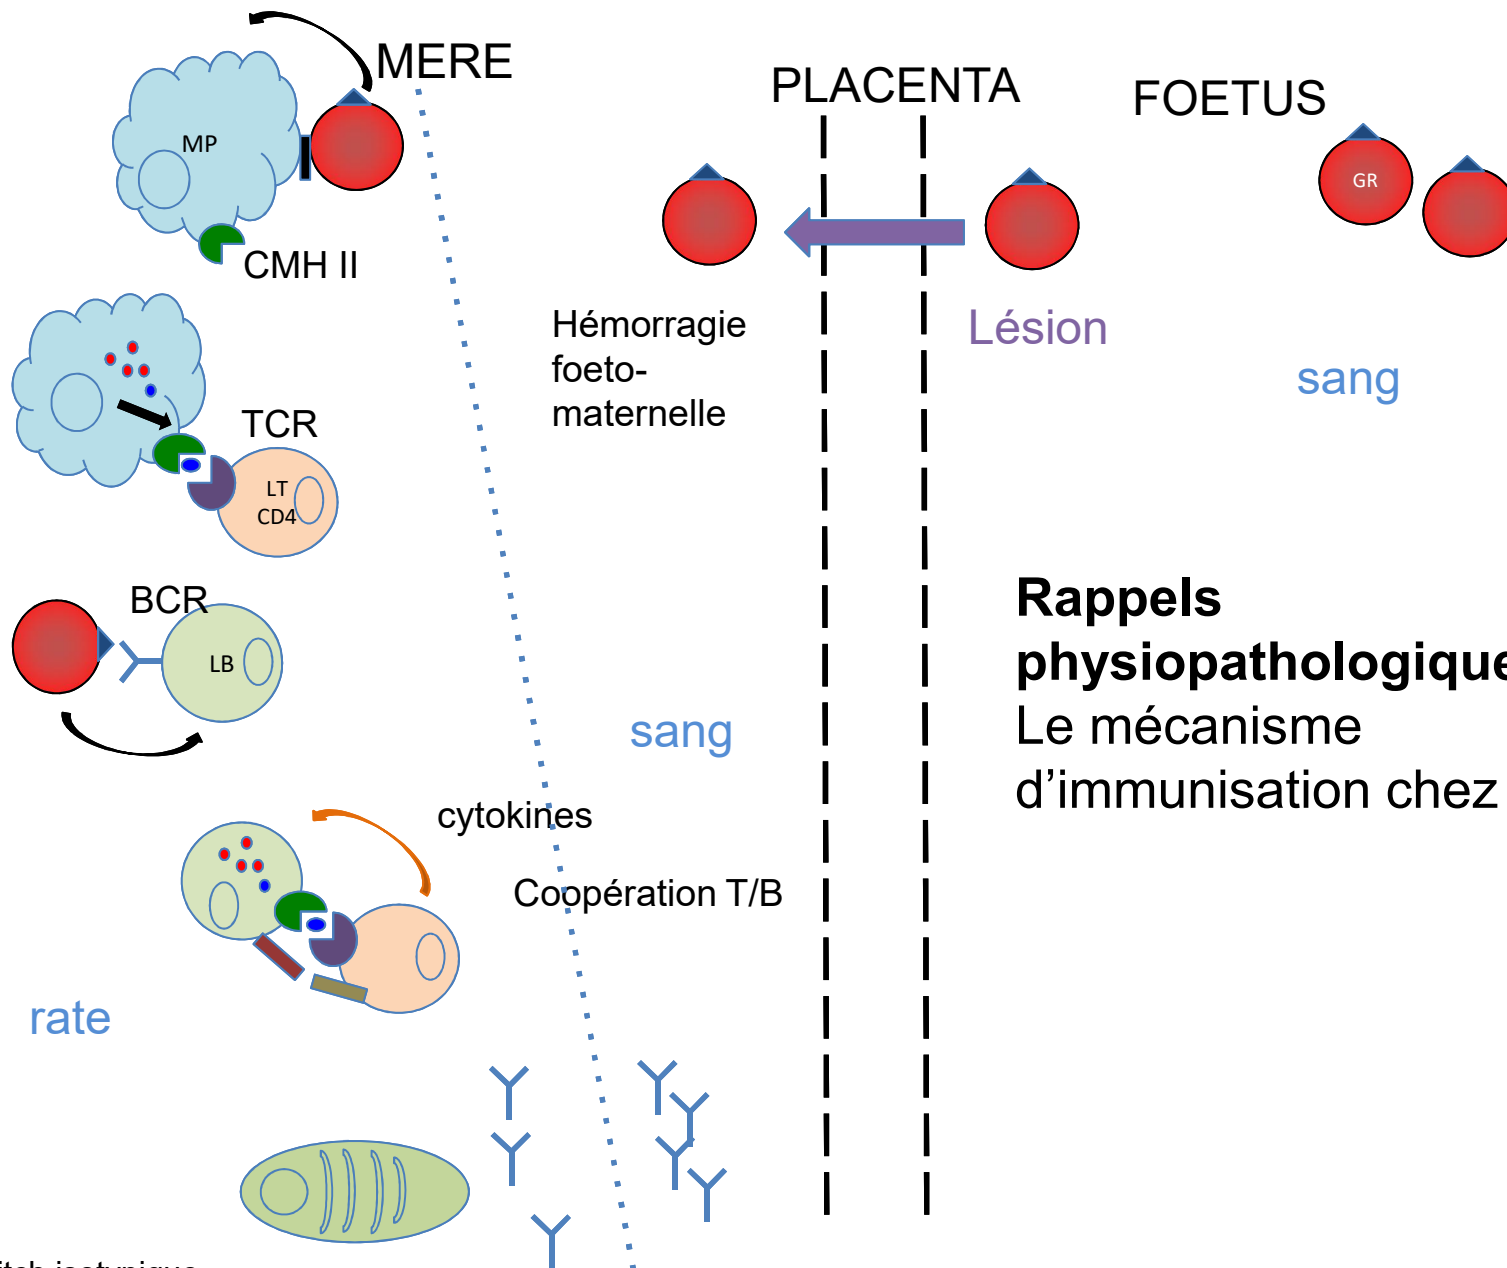 MERE
PLACENTA
FOETUS
MP
GR
CMH II
Hémorragie
foeto-
maternelle
Lésion
sang
TCR
LT
CD4
BCR
LB
Rappels
physiopathologique
Le mécanisme
d’immunisation chez
sang
cytokines
Coopération T/B
rate
isotypique